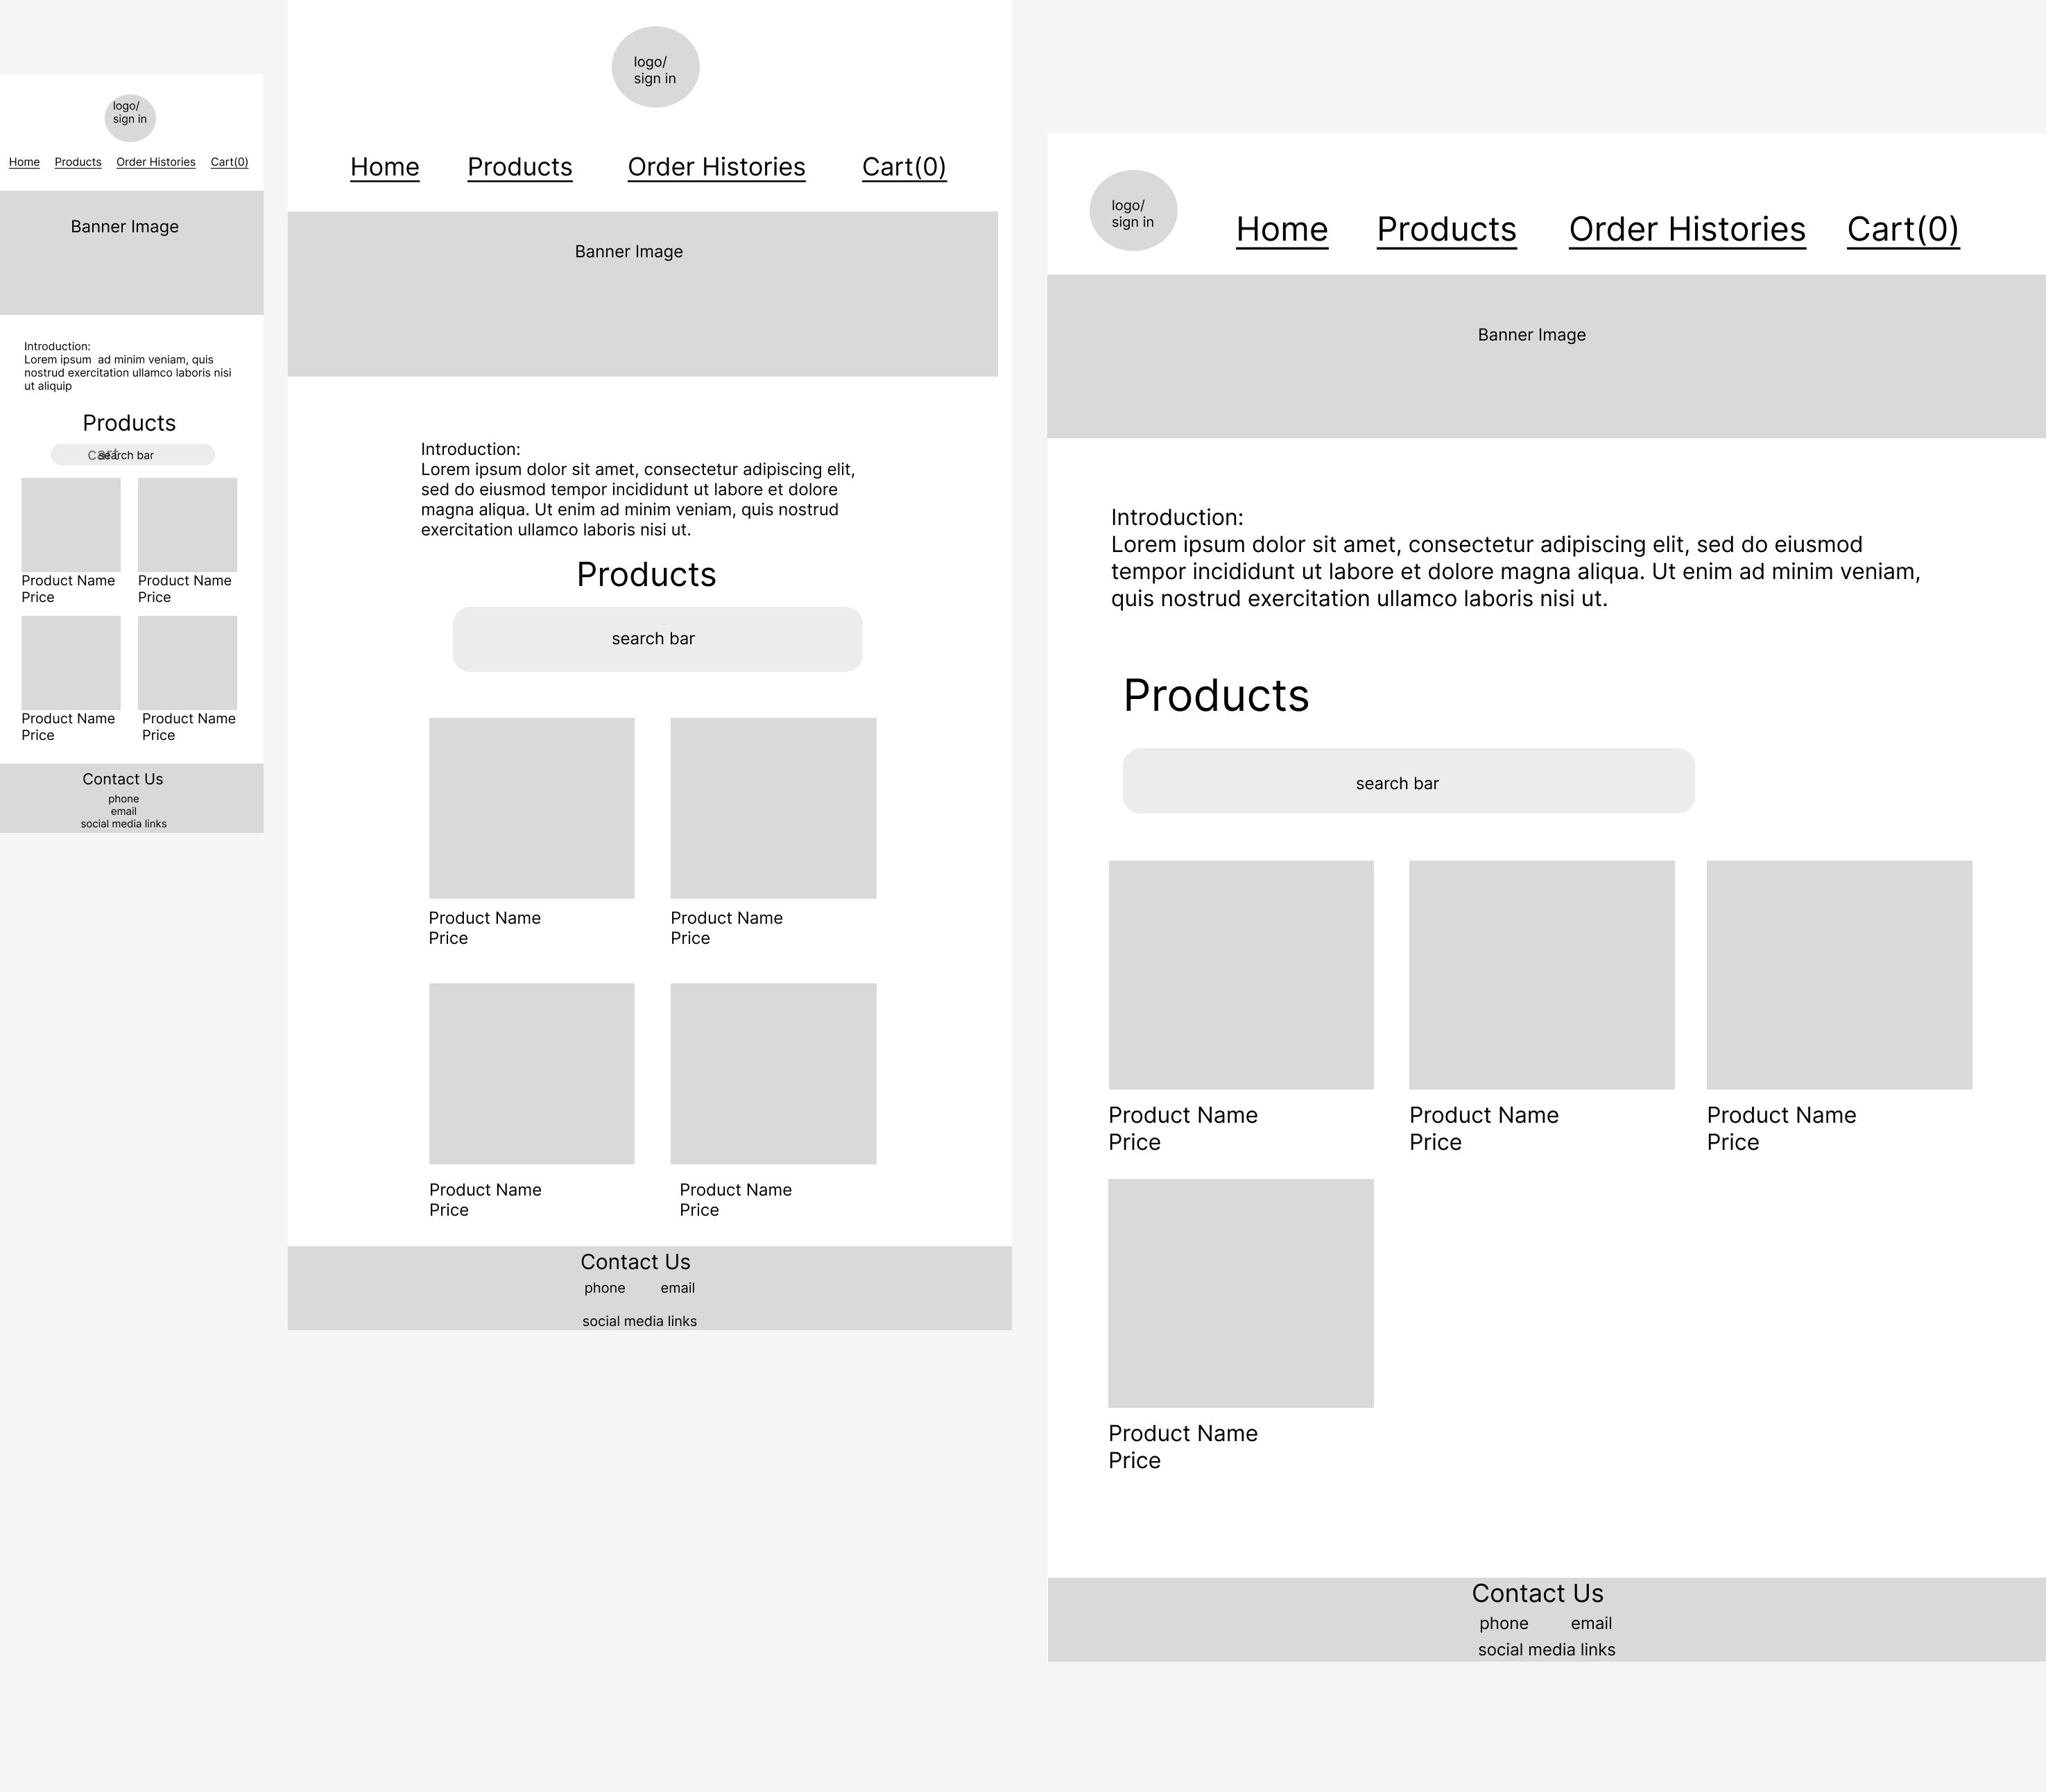 logo/
sign in
Home Products Order Histories Cart(0)
Banner Image
Introduction:
Lorem ipsum  ad minim veniam, quis
nostrud exercitation ullamco laboris nisi
ut aliquip
Products
search bar
Product Name Product Name
Price Price
Product Name Product Name
Price Price
Contact Us
phone
email
social media links
logo/
sign in
Home Products Order Histories Cart(0)
Banner Image
Introduction:
Lorem ipsum dolor sit amet, consectetur adipiscing elit,
sed do eiusmod tempor incididunt ut labore et dolore
magna aliqua. Ut enim ad minim veniam, quis nostrud
exercitation ullamco laboris nisi ut.
Products
search bar
Product Name Product Name
Price Price
Product Name Product Name
Price Price
Contact Us
phone email
social media links
logo/
sign in
Home Products Order Histories Cart(0)
Banner Image
Introduction:
Lorem ipsum dolor sit amet, consectetur adipiscing elit, sed do eiusmod
tempor incididunt ut labore et dolore magna aliqua. Ut enim ad minim veniam,
quis nostrud exercitation ullamco laboris nisi ut.
Products
search bar
Product Name Product Name Product Name
Price Price Price
Product Name
Price
Contact Us
phone email
social media links